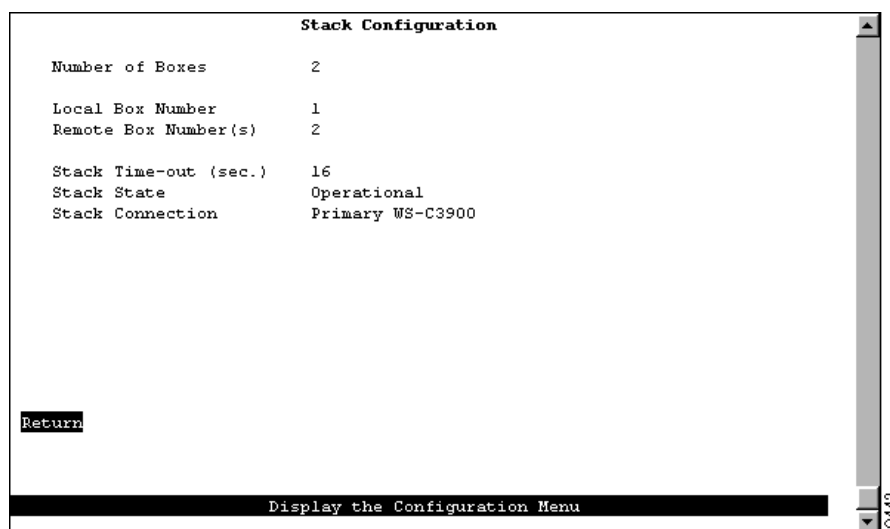 Stack Configuration
Number of Boxes 2
Local Box Number 1
Remote Box Number(s) 2
Stack Time-out (sec.) 16
Stack State Operational
Stack Connection Primary WS-C3900
Return
Display the Configuration Menu